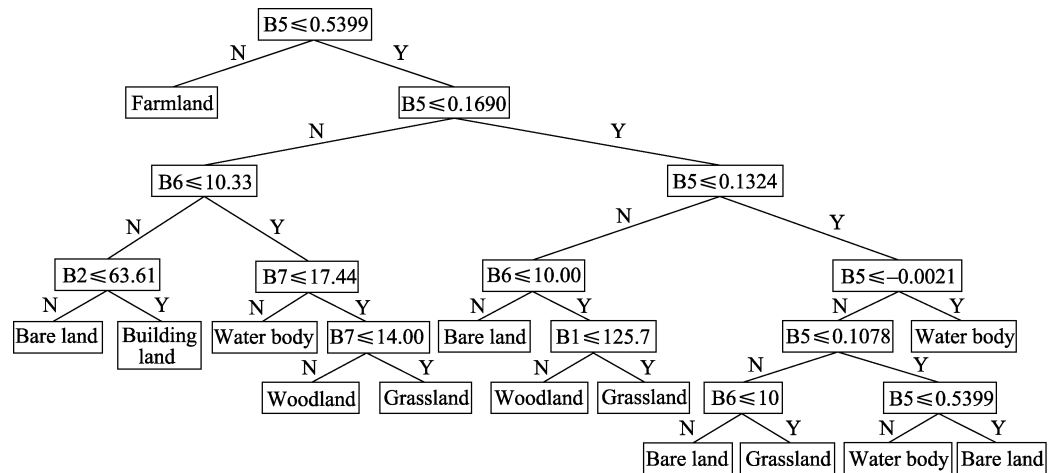 B5≤0.5399
N
Y
Farmland
B5≤0.1690
N
Y
B6≤10.33
B5≤0.1324
N
Y
N
Y
B2≤63.61
B7≤17.44
B6≤10.00
B5≤–0.0021
N
Y
N
Y
N
Y
N
Y
Bare land
Building
land
Water body
B7≤14.00
Bare land
B1≤125.7
B5≤0.1078
Water body
N
Y
N
Y
N
Y
Woodland
Grassland
Woodland
Grassland
B6≤10
B5≤0.5399
N
Y
N
Y
Bare land
Grassland
Water body
Bare land